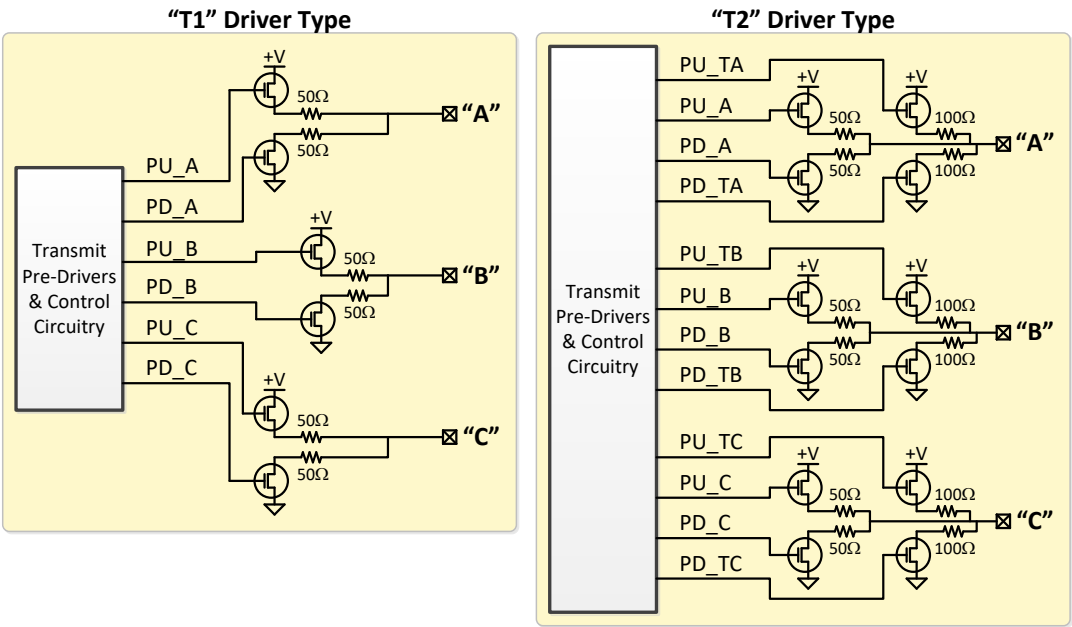 “T1” Driver Type
+V
50Ω
“A”
50Ω
PU_A
PD_A
+V
PU_B
50Ω
“B”
PD_B
50Ω
PU_C
PD_C
Transmit
Pre-Drivers
& Control
Circuitry
+V
50Ω
“C”
50Ω
“T2” Driver Type
PU_TA
+V
+V
PU_A
50Ω
100Ω
“A”
PD_A
50Ω
100Ω
PD_TA
PU_TB
+V
+V
PU_B
50Ω
100Ω
“B”
PD_B
50Ω
100Ω
PD_TB
Transmit
Pre-Drivers
& Control
Circuitry
PU_TC
+V
+V
PU_C
50Ω
100Ω
“C”
PD_C
50Ω
100Ω
PD_TC